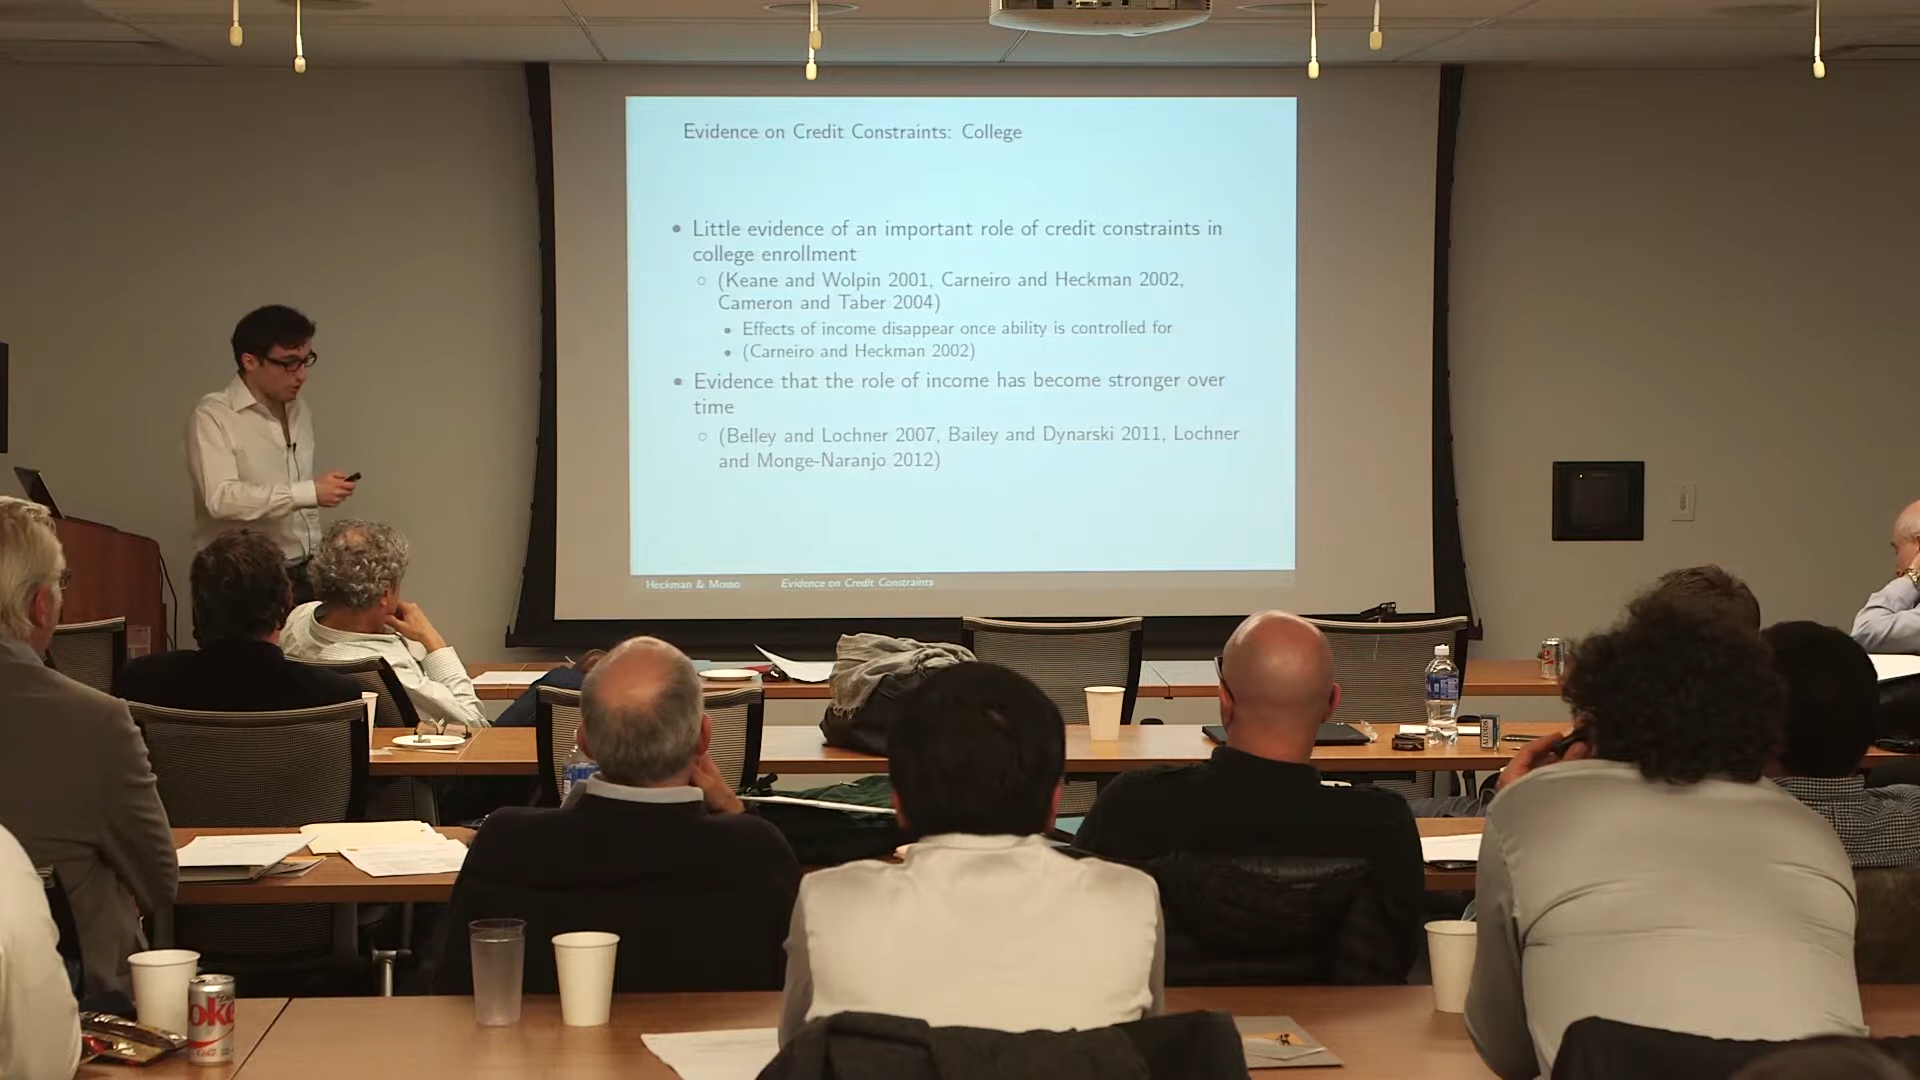 Evidence on Credit Constraints: College
• Little evidence of an important role of credit constraints in
college enrollment
○ (Keane and Wolpin 2001, Carneiro and Heckman 2002,
Cameron and Taber 2004)
• Effects of income disappear once ability is controlled for
• (Carneiro and Heckman 2002)
• Evidence that the role of income has become stronger over
time
○ (Belley and Lochner 2007, Bailey and Dynarski 2011, Lochner
and Monge-Naranjo 2012)
Heckman & Mosso Evidence on Credit Constraints
ALTOIDS
oke